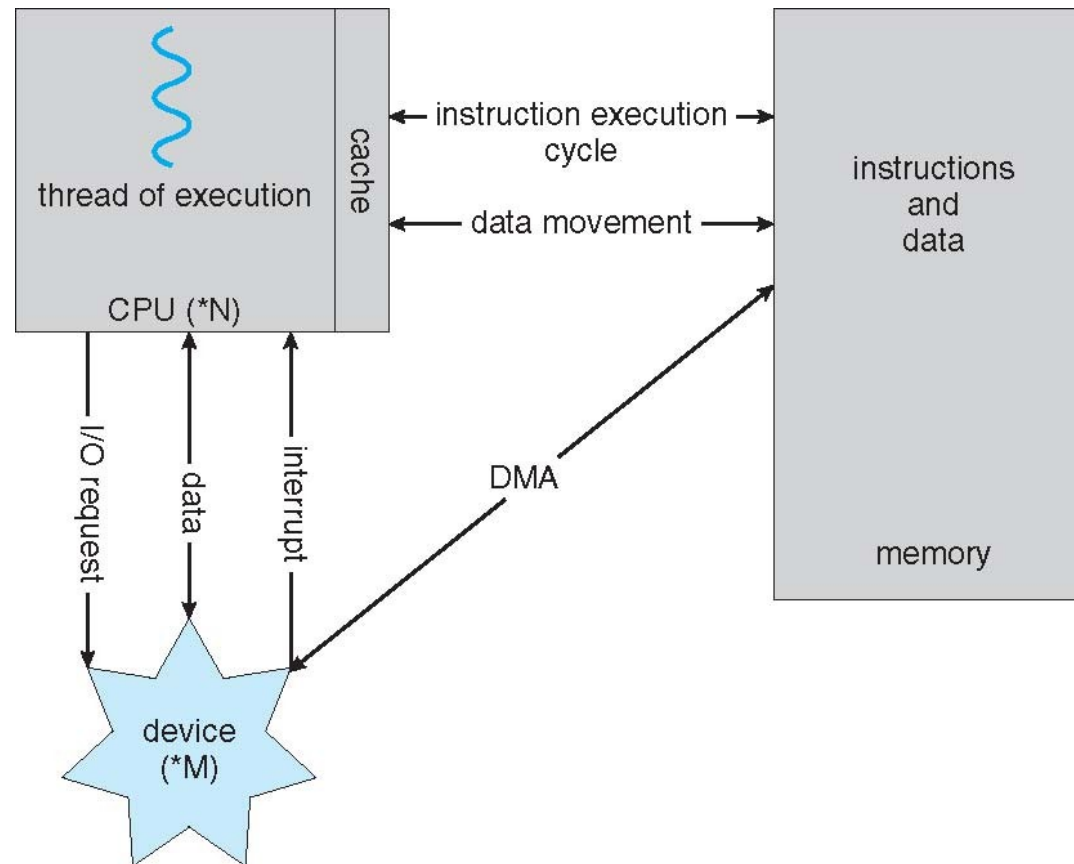 thread of execution
cache
CPU (*N)
instruction execution
cycle
data movement
instructions
and
data
memory
I/O request
data
interrupt
DMA
device
(*M)